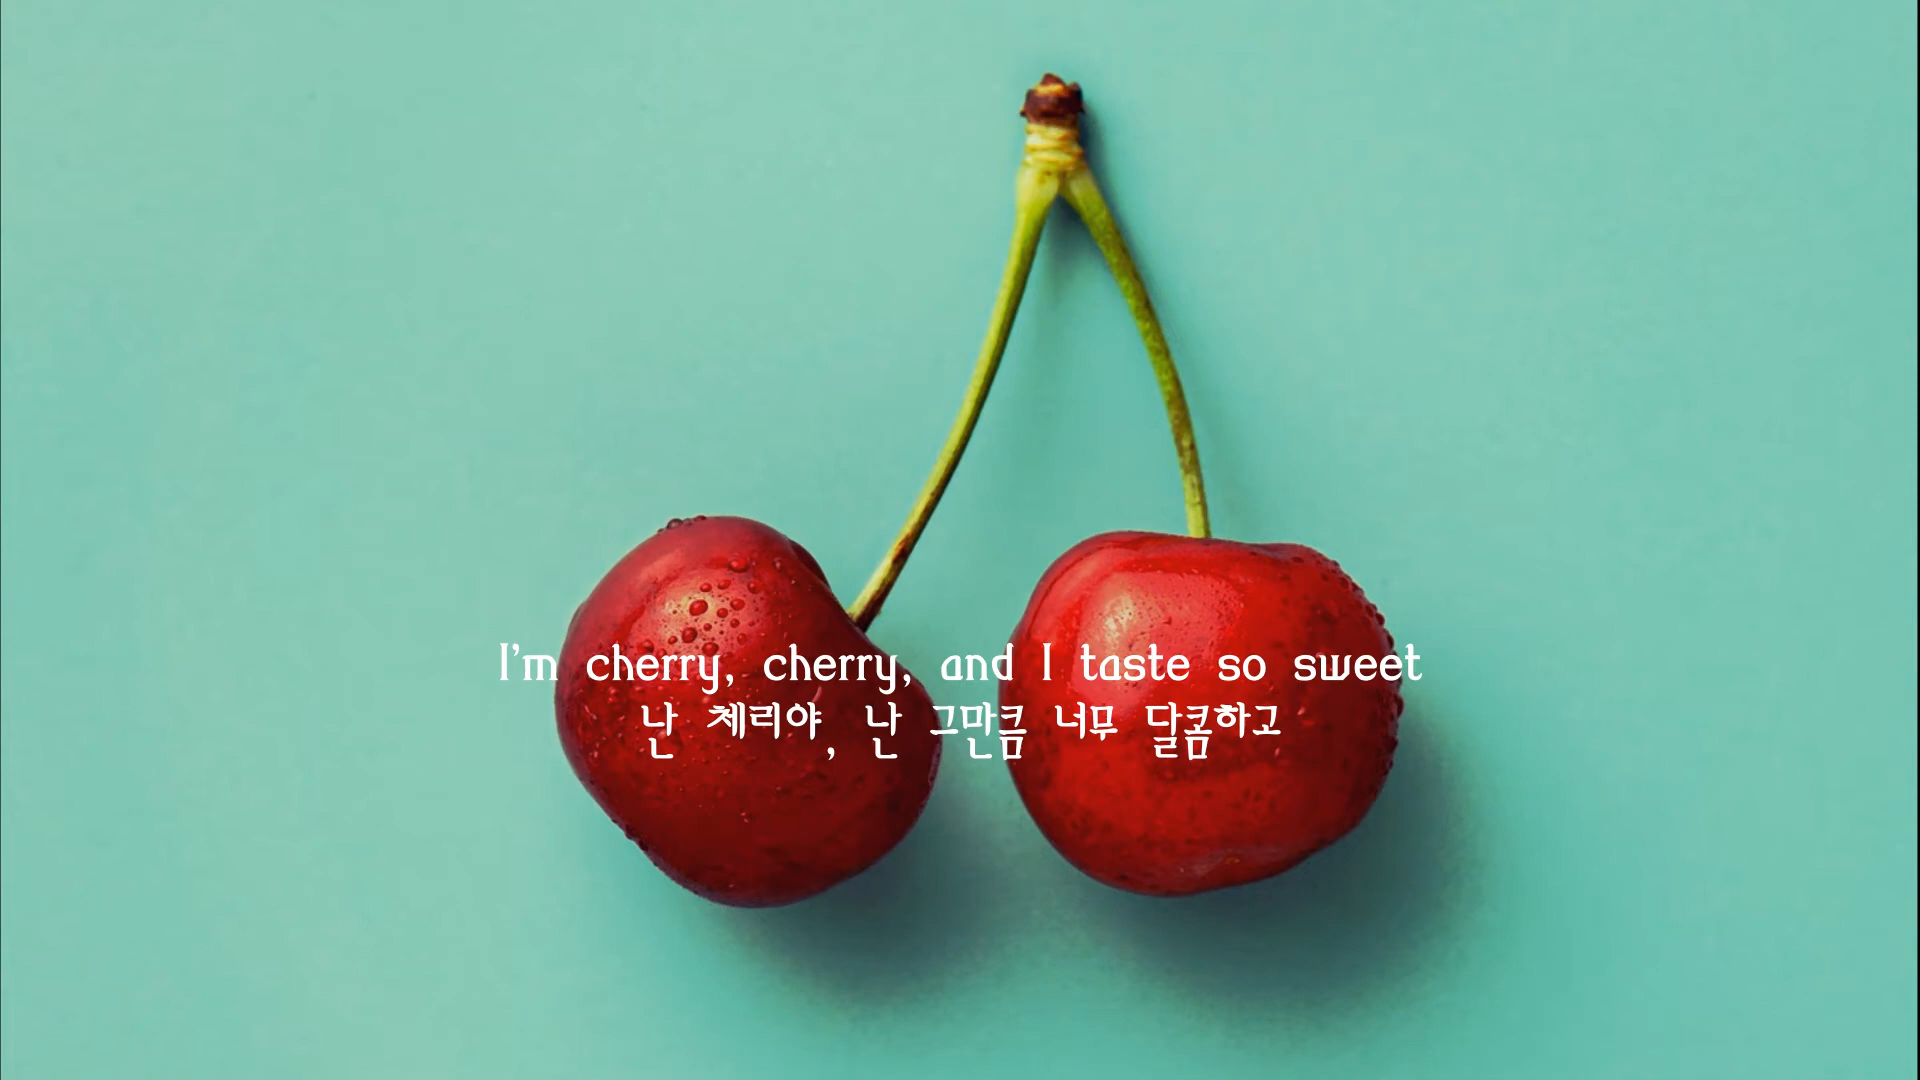 I'm cherry, cherry, and I taste so sweet
난 체리야, 난 그만큼 너무 달콤하고